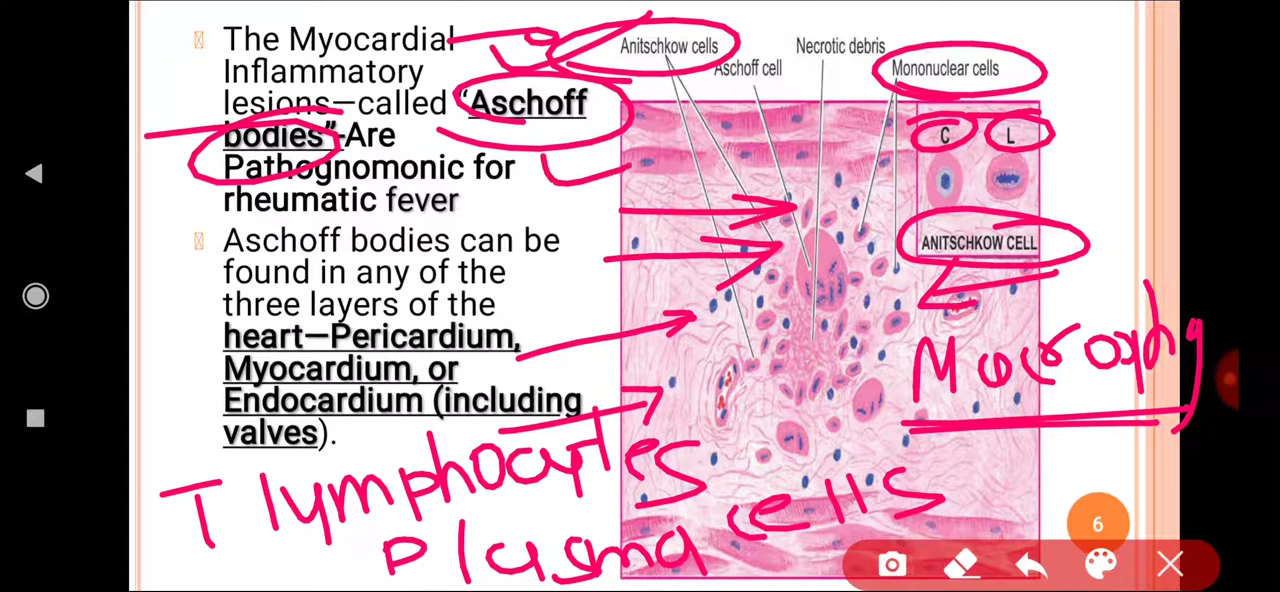 The Myocardial
Inflammatory
lesions—called "Aschoff
bodies"-Are
Pathognomonic for
rheumatic fever
Aschoff bodies can be
found in any of the
three layers of the
heart—Pericardium,
Myocardium, or
Endocardium (including
valves).
Anitschkow cells
Necrotic debris
Aschoff cell
Mononuclear cells
C L
ANITSCHKOW CELL
Macrophg
T lymphocytes
Plasma cells
6